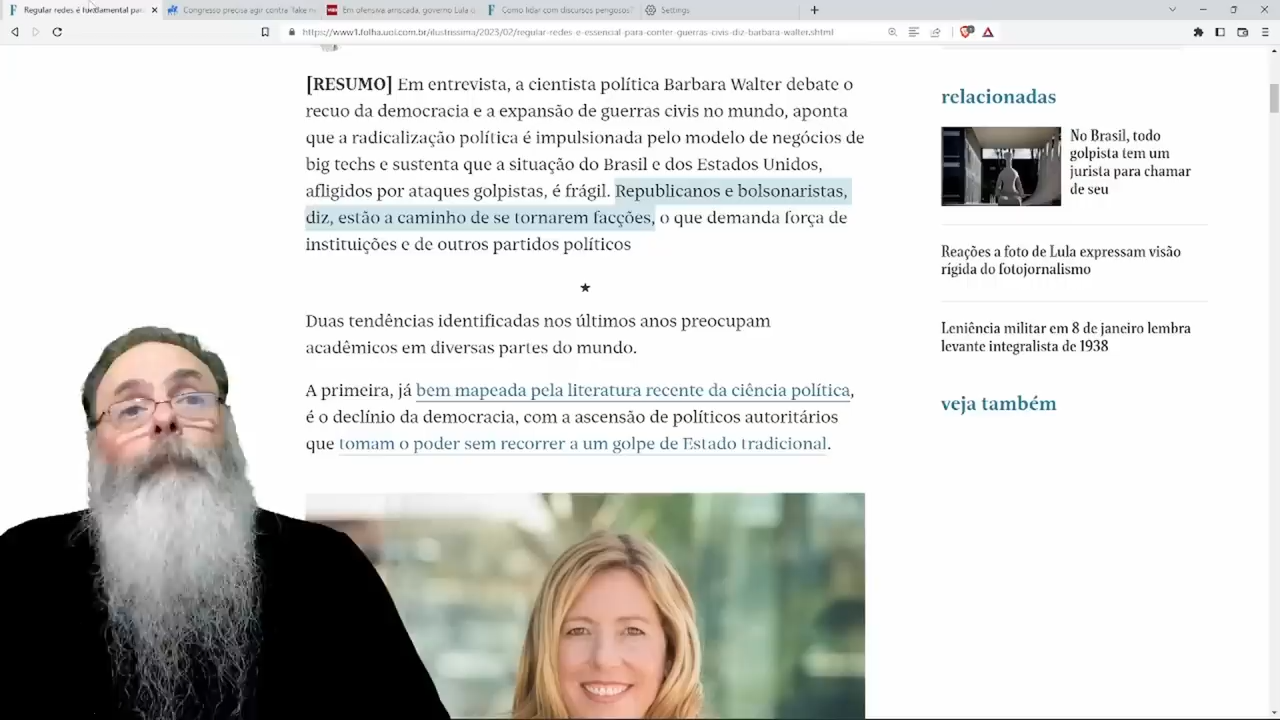 Regular redes é fundamental par
Congresso precisa agir contra fake n
Em ofensiva arriscada, governo Lula o
Como lidar com discursos perigosos?
Settings
https://www1.folha.uol.com.br/ilustrissima/2023/02/regular-redes-e-essencial-para-conter-guerras-civis-diz-barbara-walter.shtml
[RESUMO] Em entrevista, a cientista política Barbara Walter debate o
recuo da democracia e a expansão de guerras civis no mundo, aponta
que a radicalização política é impulsionada pelo modelo de negócios de
big techs e sustenta que a situação do Brasil e dos Estados Unidos,
afligidos por ataques golpistas, é frágil. Republicanos e bolsonaristas,
diz, estão a caminho de se tornarem facções, o que demanda força de
instituições e de outros partidos políticos
Duas tendências identificadas nos últimos anos preocupam
acadêmicos em diversas partes do mundo.
A primeira, já bem mapeada pela literatura recente da ciência política,
é o declínio da democracia, com a ascensão de políticos autoritários
que tomam o poder sem recorrer a um golpe de Estado tradicional.
relacionadas
No Brasil, todo
golpista tem um
jurista para chamar
de seu
Reações a foto de Lula expressam visão
rígida do fotojornalismo
Leniência militar em 8 de janeiro lembra
levante integralista de 1938
veja também